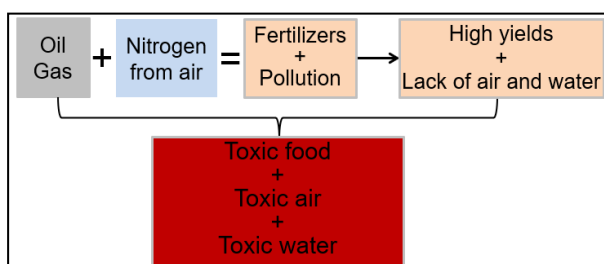 Oil
Gas
+
Nitrogen
from air
=
Fertilizers
+
Pollution
High yields
+
Lack of air and water
Toxic food
+
Toxic air
+
Toxic water